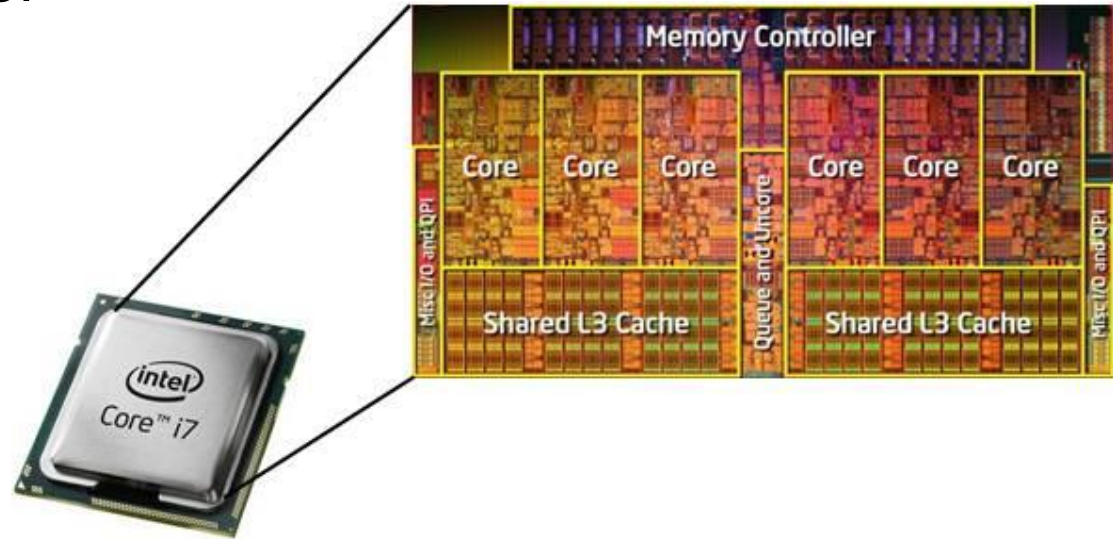 Memory Controller
Core
Core
Core
Core
Core
Core
Misc I/O and QPI
Queue and Uncore
Misc I/O and QPI
Shared L3 Cache
Shared L3 Cache
intel
Core™ i7